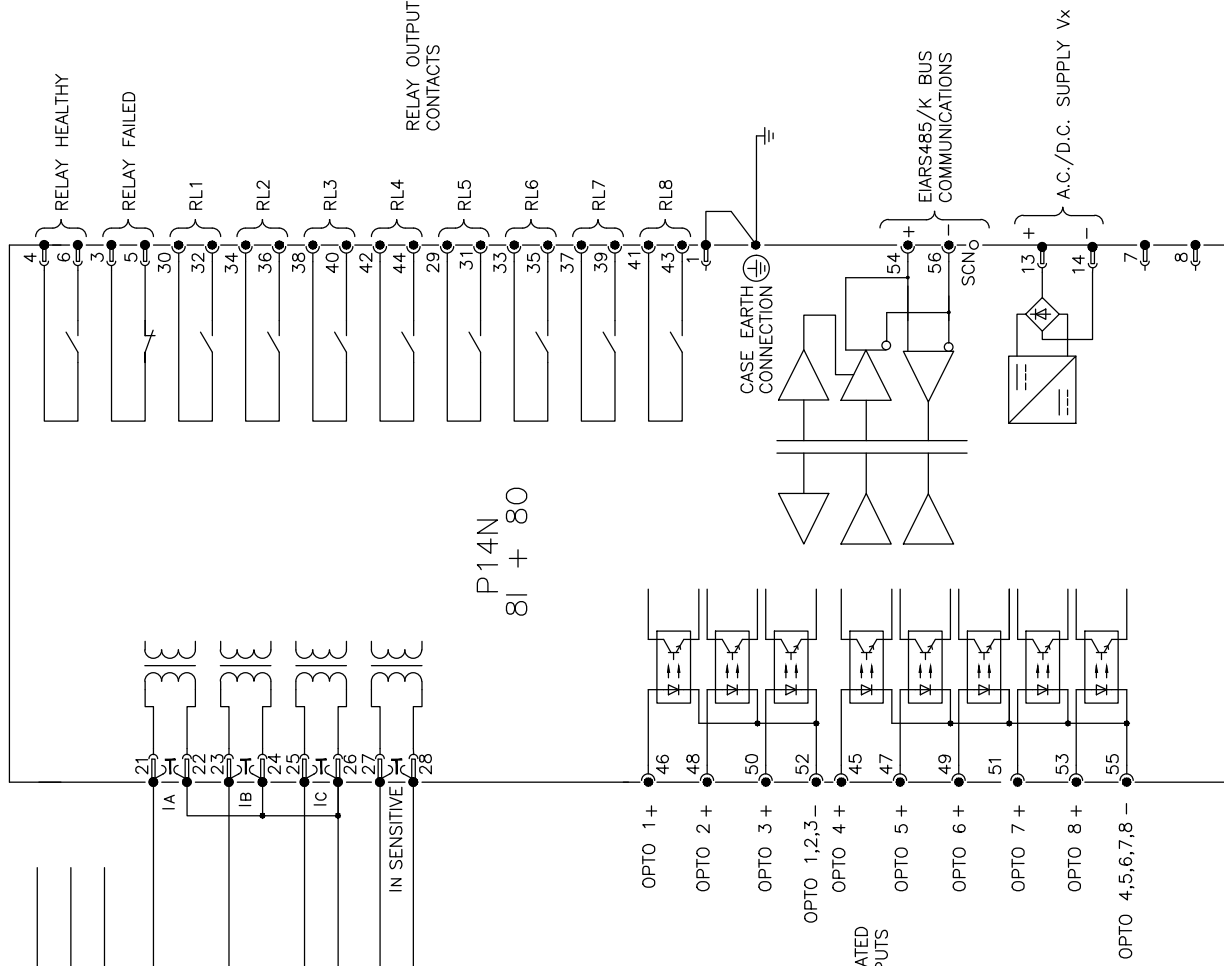 RELAY HEALTHY
RELAY FAILED
RL1
RL2
RL3
RL4
RL5
RL6
RL7
RL8
RELAY OUTPUT
CONTACTS
EIARS485/K BUS
COMMUNICATIONS
A.C./D.C. SUPPLY Vx
4
6
3
5
30
32
34
36
38
40
42
44
29
31
33
35
37
39
41
43
1
CASE EARTH
CONNECTION
54
+
56
-
SCN
13
+
14
-
7
8
P14N
8I + 8O
21
22
23
24
25
26
27
28
IA
IB
IC
IN SENSITIVE
46
48
50
52
45
47
49
51
53
55
OPTO 1 +
OPTO 2 +
OPTO 3 +
OPTO 1,2,3 -
OPTO 4 +
OPTO 5 +
OPTO 6 +
OPTO 7 +
OPTO 8 +
OPTO 4,5,6,7,8 -